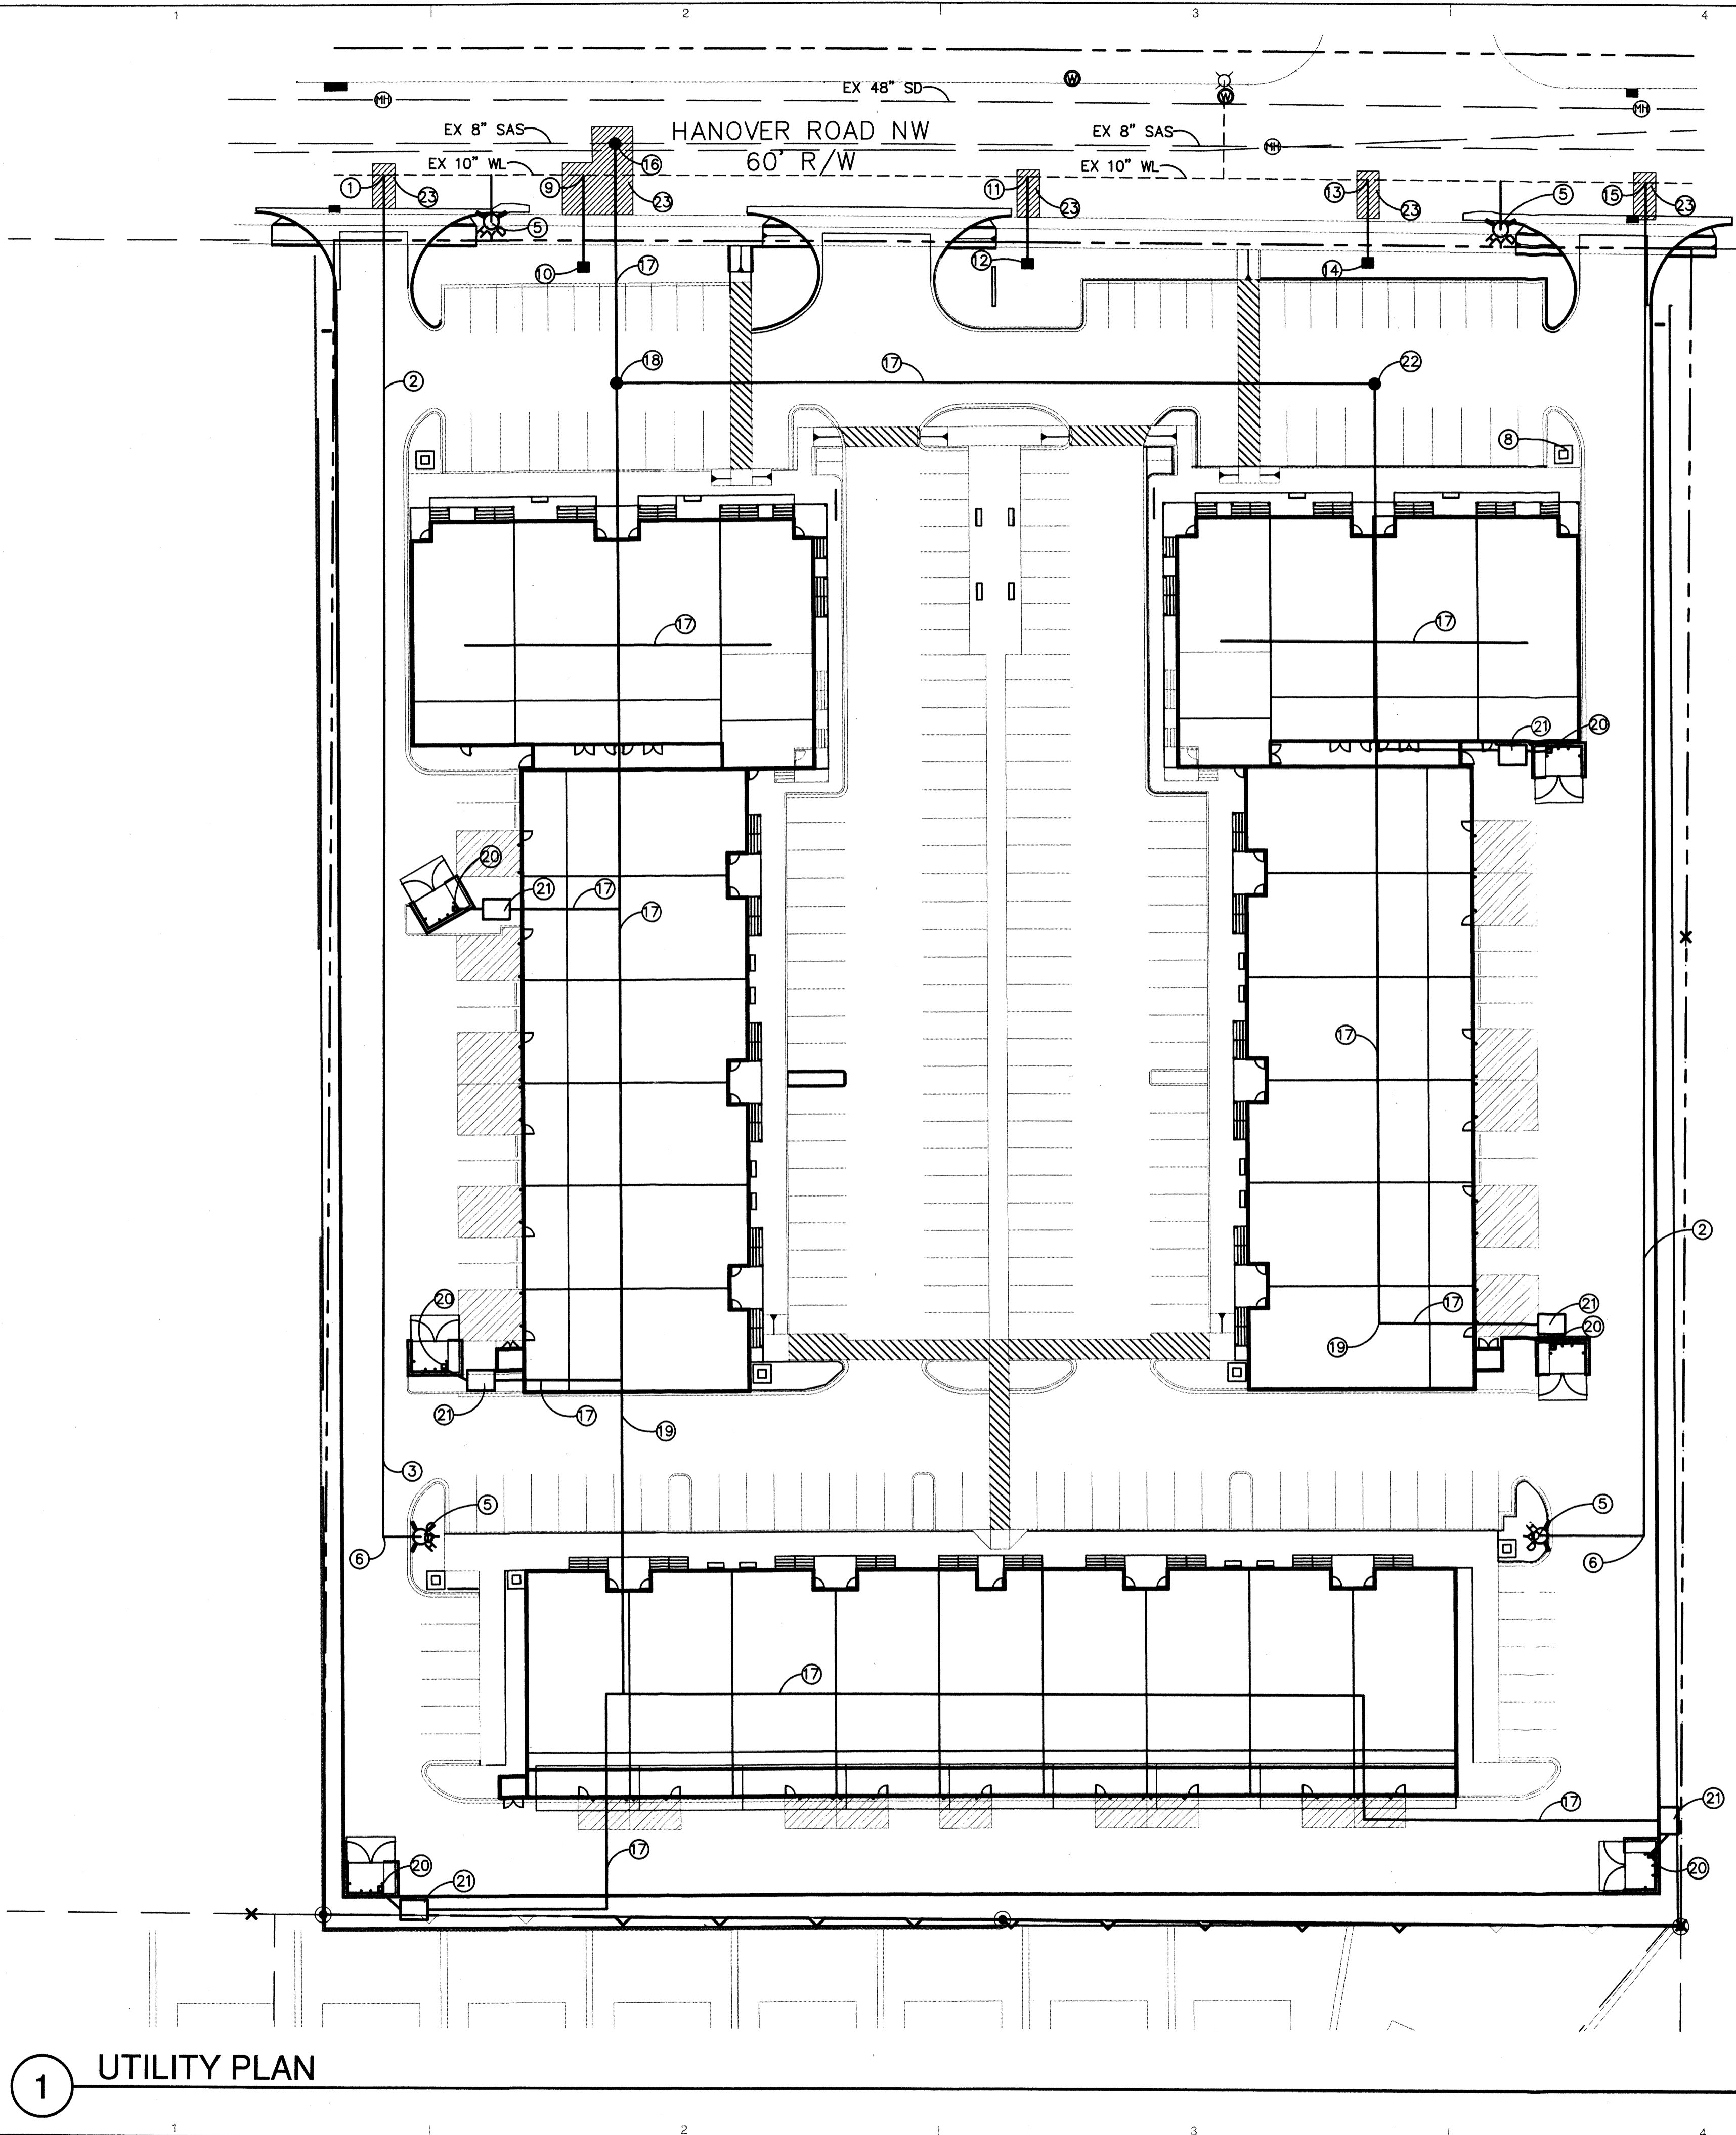 1 2 3 4
EX 48" SD
W
W
MH
MH
EX 8" SAS
HANOVER ROAD NW
EX 8" SAS
MH
16
60' R/W
EX 10" WL
EX 10" WL
1 23 9 23 11 23 13 23 15 23
5 5
10 17 12 14
2 18 17 22
8
17 17
21 20
20 21 17
17
17
2
20 17 21
20
19
21 17 19
3
5 5
6 6
17
17 21
17 20 20
21
1 UTILITY PLAN
1 2 3 4